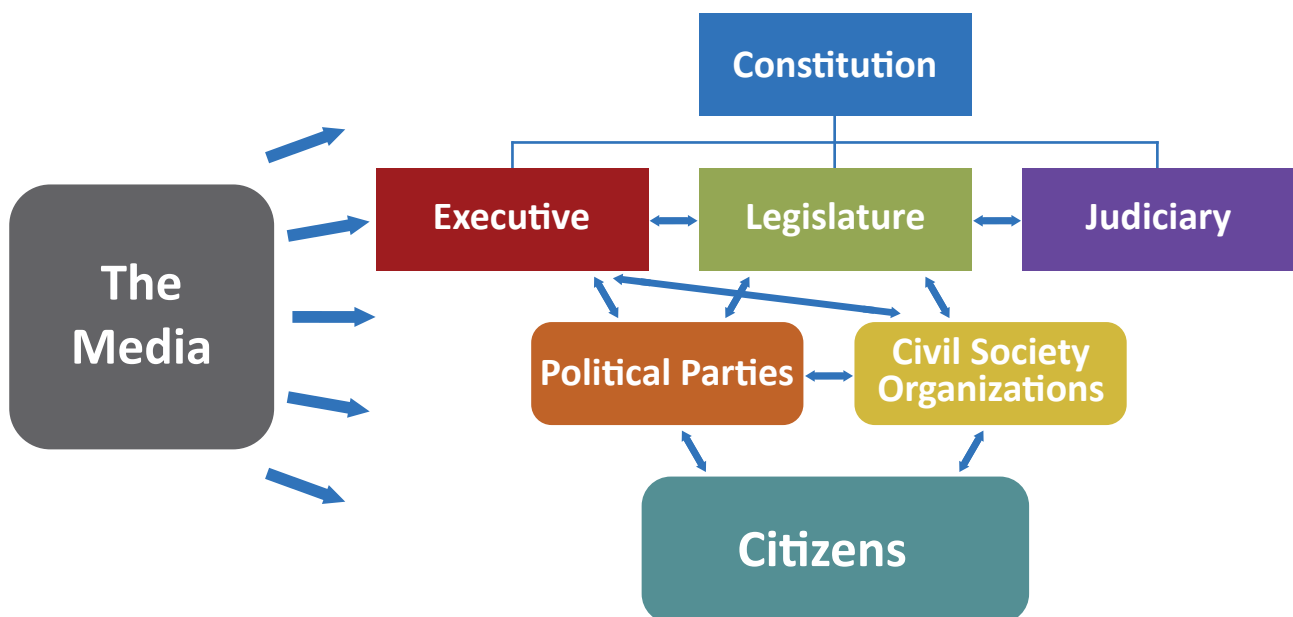 Constitution
Executive
Legislature
Judiciary
The
Media
Political Parties
Civil Society
Organizations
Citizens